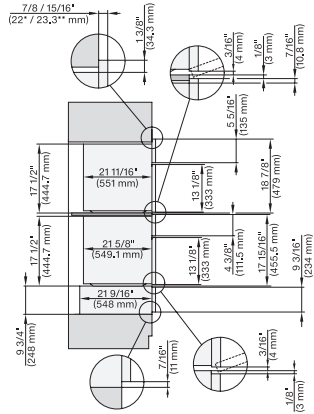 7/8 / 15/16"
(22* / 23.3** mm)
1 3/8"
(34.3 mm)
3/16"
(4 mm)
1/8"
(3 mm)
7/16"
(10.8 mm)
5 5/16"
(135 mm)
18 7/8"
(479 mm)
13 1/8"
(333 mm)
17 1/2"
(444.7 mm)
21 11/16"
(551 mm)
17 1/2"
(444.7 mm)
21 5/8"
(549.1 mm)
21 9/16"
(548 mm)
13 1/8"
(333 mm)
4 3/8"
(111.5 mm)
17 15/16"
(455.5 mm)
9 3/16"
(234 mm)
9 3/4"
(248 mm)
7/16"
(11 mm)
3/16"
(4 mm)
1/8"
(3 mm)